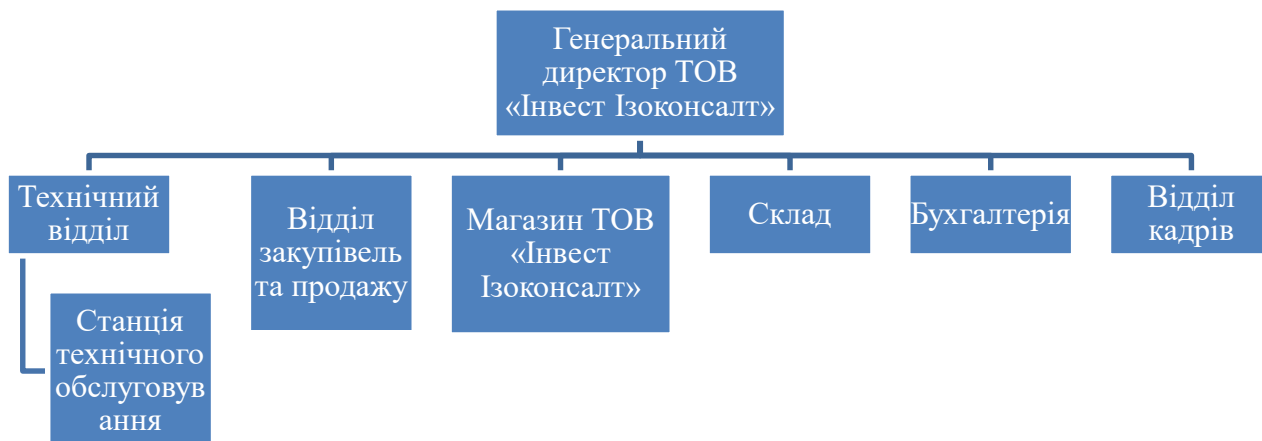 Генеральний
директор ТОВ
«Інвест Ізоконсалт»
Технічний
відділ
Відділ
закупівель
та продажу
Магазин ТОВ
«Інвест
Ізоконсалт»
Склад
Бухгалтерія
Відділ
кадрів
Станція
технічного
обслуговув
ання